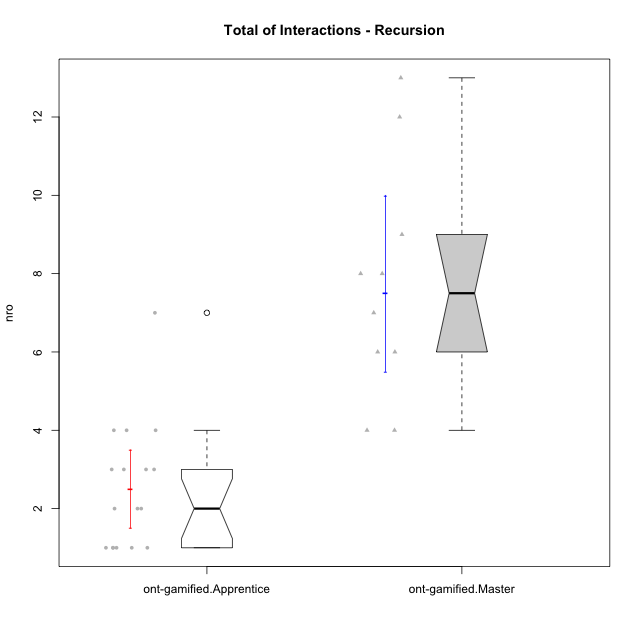 Total of Interactions - Recursion
12
10
8
6
4
2
nro
ont-gamified.Apprentice
ont-gamified.Master